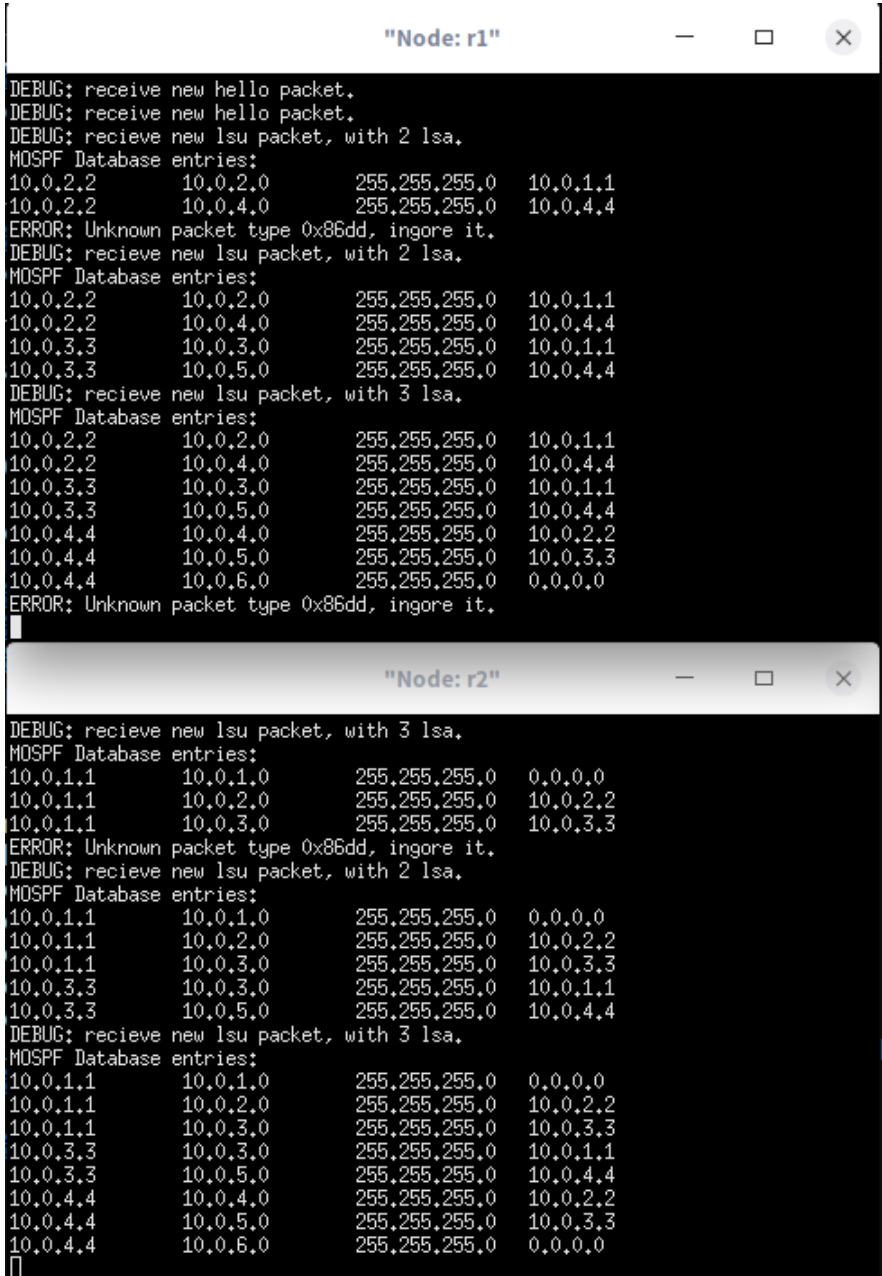 "Node: r1"
DEBUG: receive new hello packet.
DEBUG: receive new hello packet.
DEBUG: recieve new lsu packet, with 2 lsa.
MOSPF Database entries:
10.0.2.2 10.0.2.0 255.255.255.0 10.0.1.1
10.0.2.2 10.0.4.0 255.255.255.0 10.0.4.4
ERROR: Unknown packet type 0x86dd, ingore it.
DEBUG: recieve new lsu packet, with 2 lsa.
MOSPF Database entries:
10.0.2.2 10.0.2.0 255.255.255.0 10.0.1.1
10.0.2.2 10.0.4.0 255.255.255.0 10.0.4.4
10.0.3.3 10.0.3.0 255.255.255.0 10.0.1.1
10.0.3.3 10.0.5.0 255.255.255.0 10.0.4.4
DEBUG: recieve new lsu packet, with 3 lsa.
MOSPF Database entries:
10.0.2.2 10.0.2.0 255.255.255.0 10.0.1.1
10.0.2.2 10.0.4.0 255.255.255.0 10.0.4.4
10.0.3.3 10.0.3.0 255.255.255.0 10.0.1.1
10.0.3.3 10.0.5.0 255.255.255.0 10.0.4.4
10.0.4.4 10.0.4.0 255.255.255.0 10.0.2.2
10.0.4.4 10.0.5.0 255.255.255.0 10.0.3.3
10.0.4.4 10.0.6.0 255.255.255.0 0.0.0.0
ERROR: Unknown packet type 0x86dd, ingore it.
"Node: r2"
DEBUG: recieve new lsu packet, with 3 lsa.
MOSPF Database entries:
10.0.1.1 10.0.1.0 255.255.255.0 0.0.0.0
10.0.1.1 10.0.2.0 255.255.255.0 10.0.2.2
10.0.1.1 10.0.3.0 255.255.255.0 10.0.3.3
ERROR: Unknown packet type 0x86dd, ingore it.
DEBUG: recieve new lsu packet, with 2 lsa.
MOSPF Database entries:
10.0.1.1 10.0.1.0 255.255.255.0 0.0.0.0
10.0.1.1 10.0.2.0 255.255.255.0 10.0.2.2
10.0.1.1 10.0.3.0 255.255.255.0 10.0.3.3
10.0.3.3 10.0.3.0 255.255.255.0 10.0.1.1
10.0.3.3 10.0.5.0 255.255.255.0 10.0.4.4
DEBUG: recieve new lsu packet, with 3 lsa.
MOSPF Database entries:
10.0.1.1 10.0.1.0 255.255.255.0 0.0.0.0
10.0.1.1 10.0.2.0 255.255.255.0 10.0.2.2
10.0.1.1 10.0.3.0 255.255.255.0 10.0.3.3
10.0.3.3 10.0.3.0 255.255.255.0 10.0.1.1
10.0.3.3 10.0.5.0 255.255.255.0 10.0.4.4
10.0.4.4 10.0.4.0 255.255.255.0 10.0.2.2
10.0.4.4 10.0.5.0 255.255.255.0 10.0.3.3
10.0.4.4 10.0.6.0 255.255.255.0 0.0.0.0